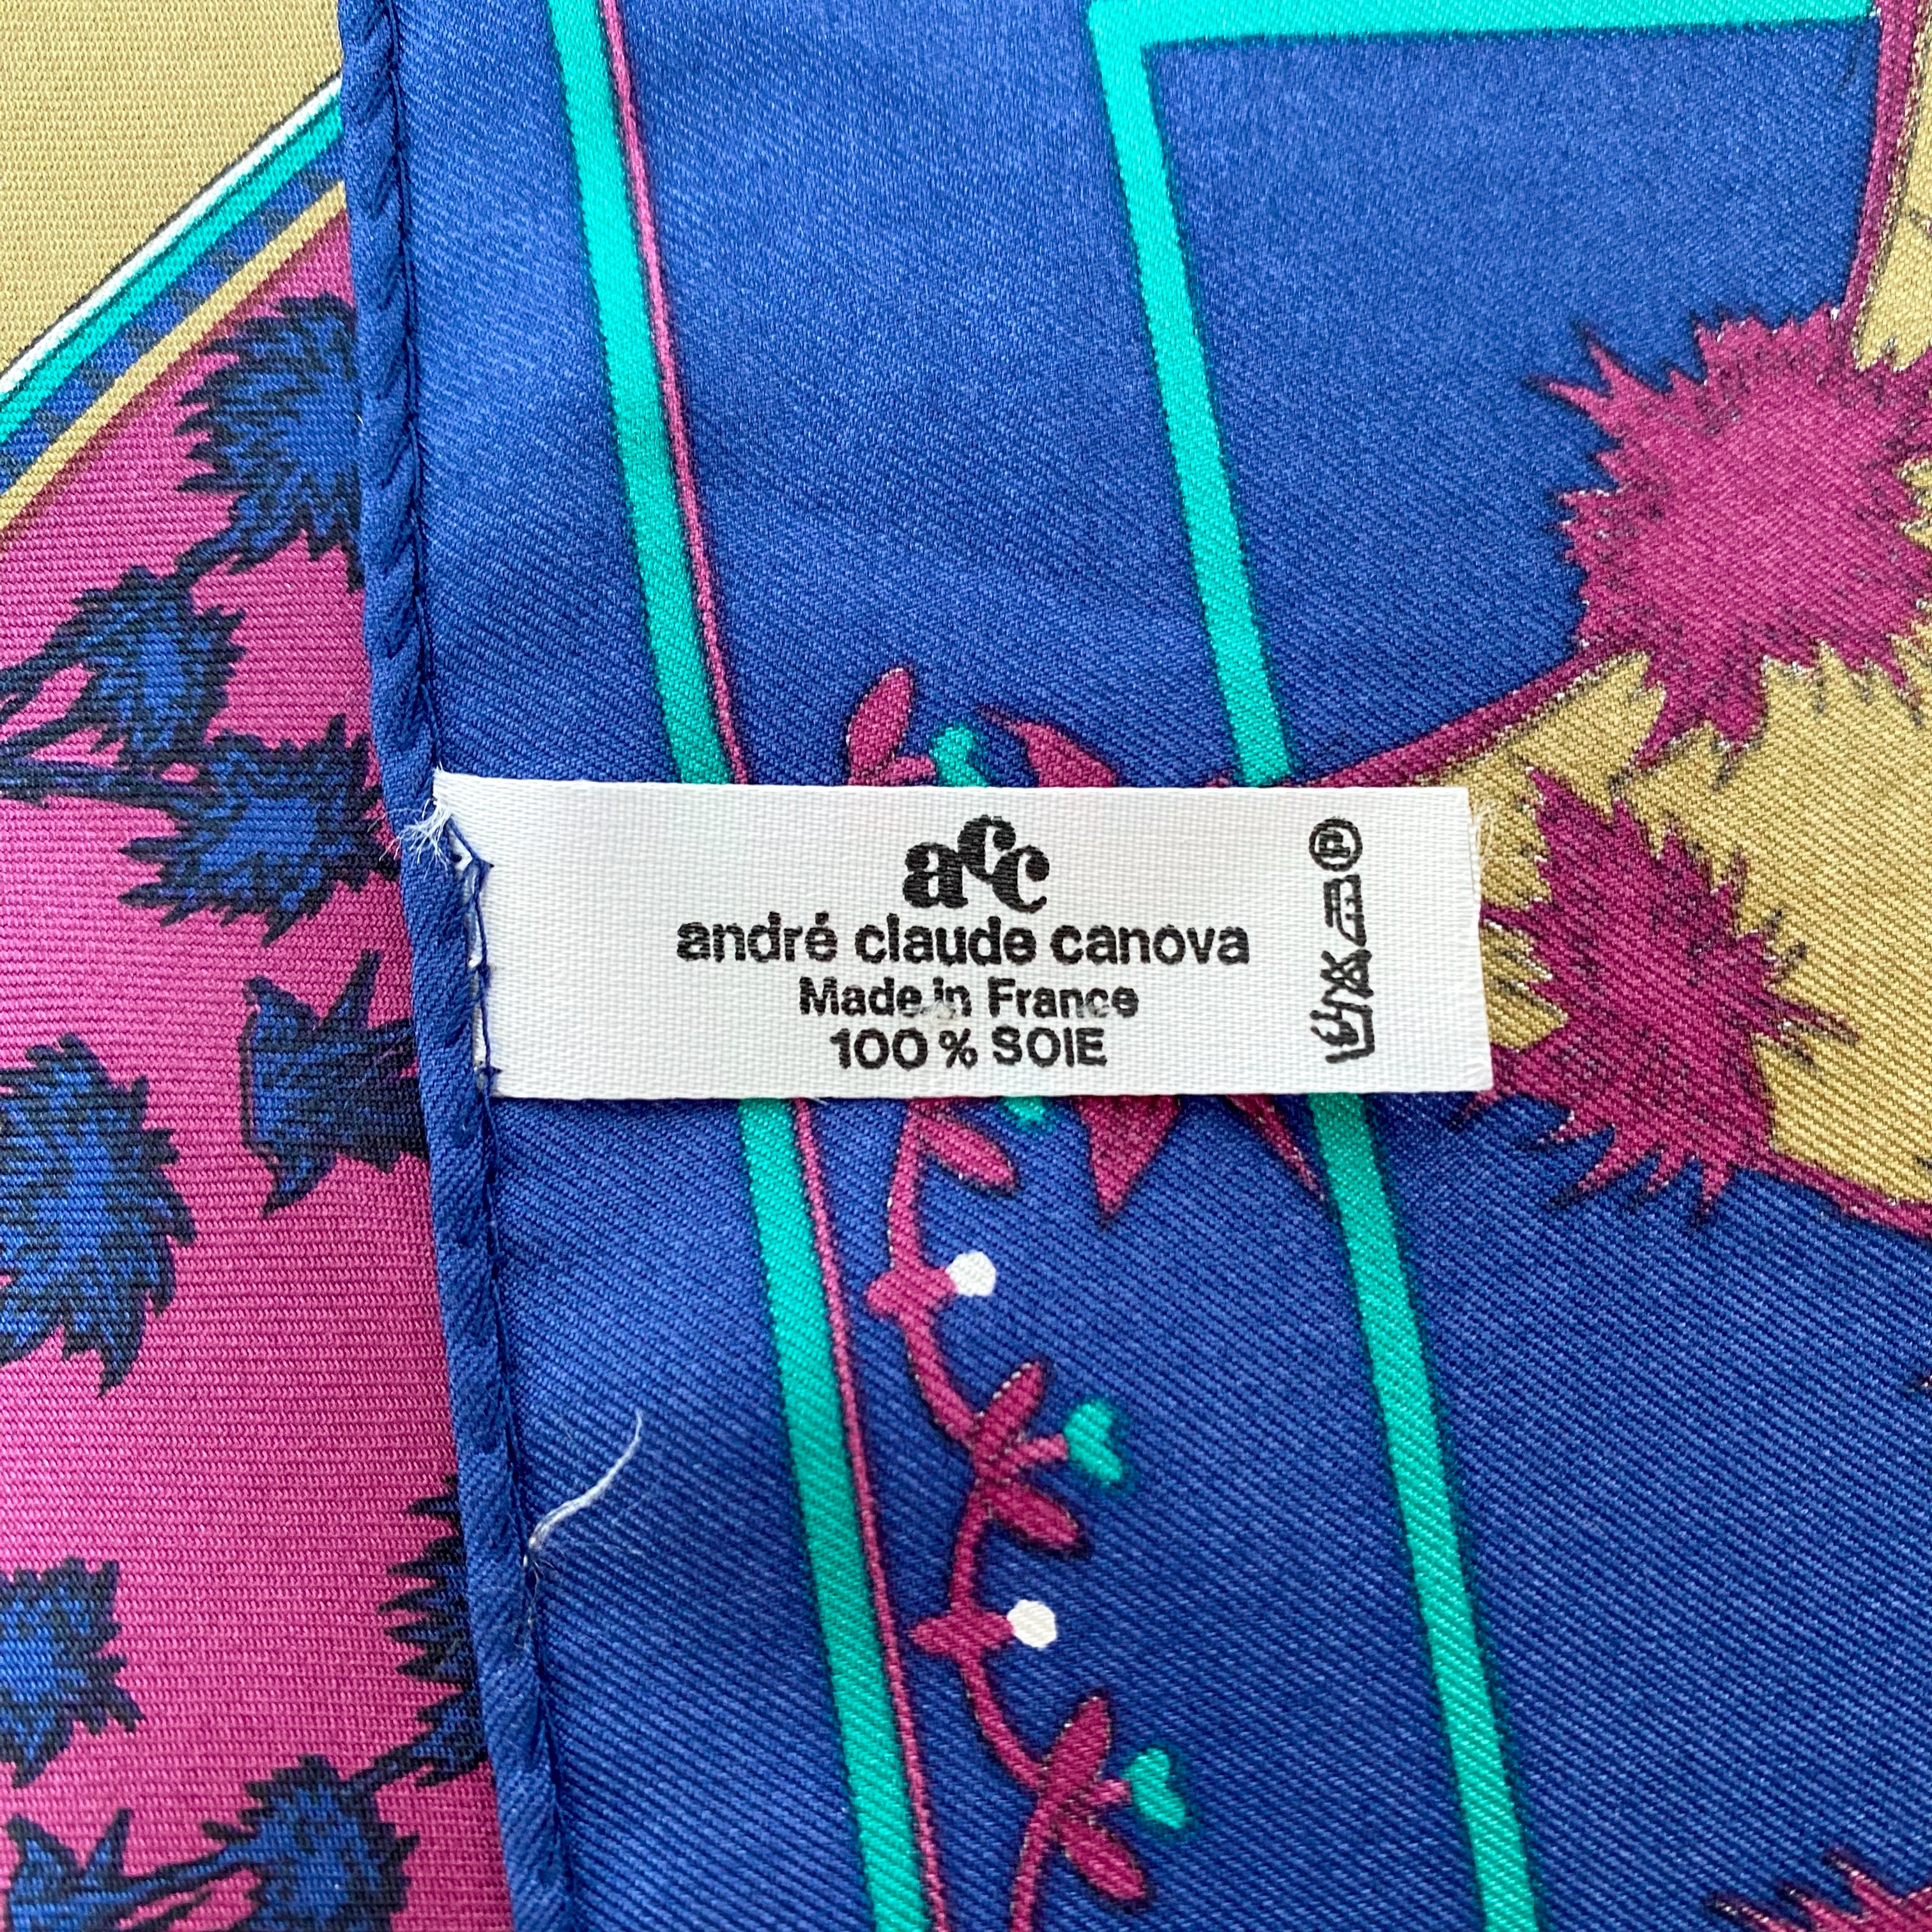 acc
andré claude canova
Made in France
100 % SOIE
P